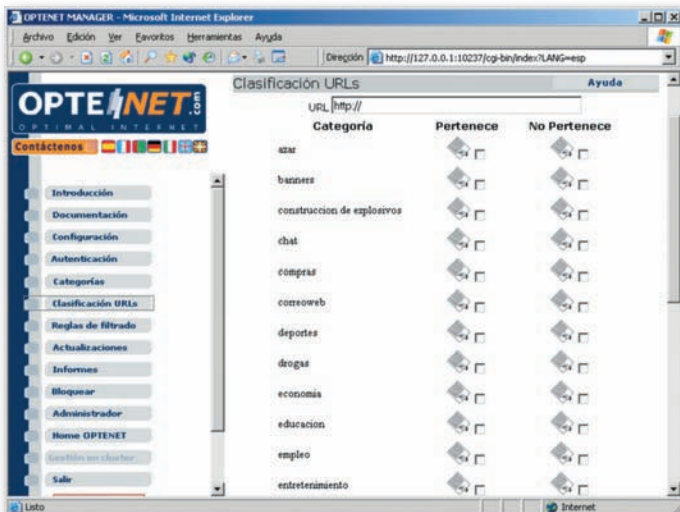 OPTENET MANAGER - Microsoft Internet Explorer
Archivo Edición Ver Favoritos Herramientas Ayuda
Dirección http://127.0.0.1:10237/cgi-bin/index?LANG=esp
OPTENET.com
OPTIMAL INTERNET
Contáctenos
Introducción
Documentación
Configuración
Autenticación
Categorías
Clasificación URLs
Reglas de filtrado
Actualizaciones
Informes
Bloquear
Administrador
Home OPTENET
Gestión en cluster
Salir
Clasificación URLs Ayuda
URL http://
Categoría Pertenece No Pertenece
azar
banners
construccion de explosivos
chat
compras
correoweb
deportes
drogas
economia
educacion
empleo
entretenimiento
Listo Internet